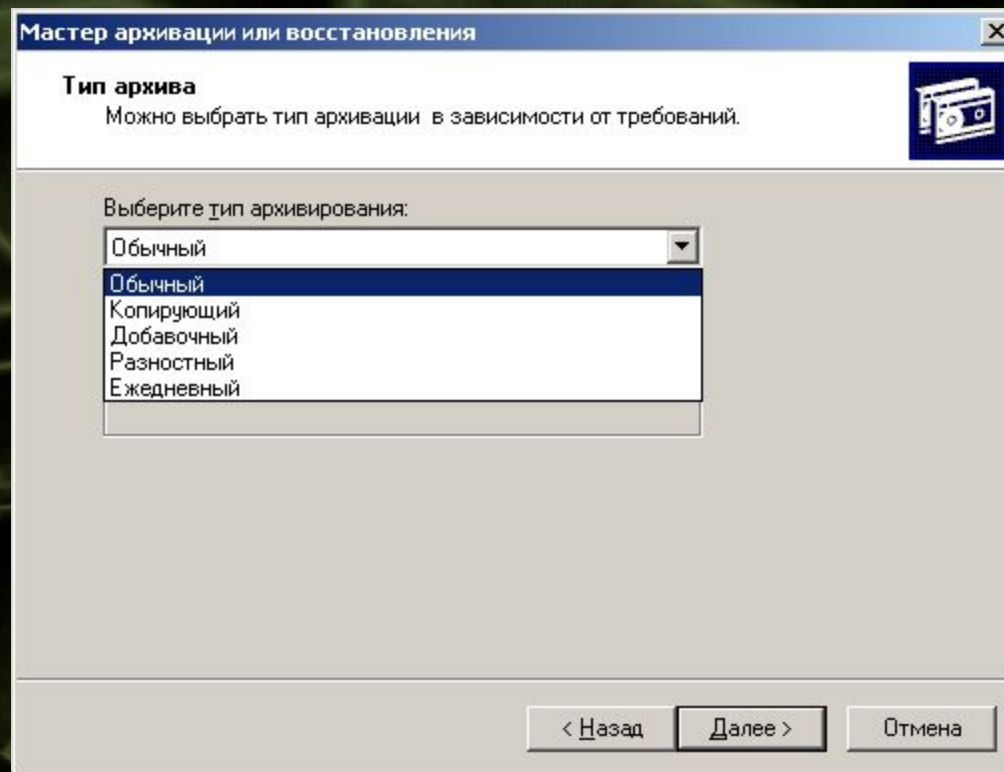 Мастер архивации или восстановления
Тип архива
Можно выбрать тип архивации в зависимости от требований.
Выберите тип архивирования:
Обычный
Обычный
Копирующий
Добавочный
Разностный
Ежедневный
< Назад Далее > Отмена